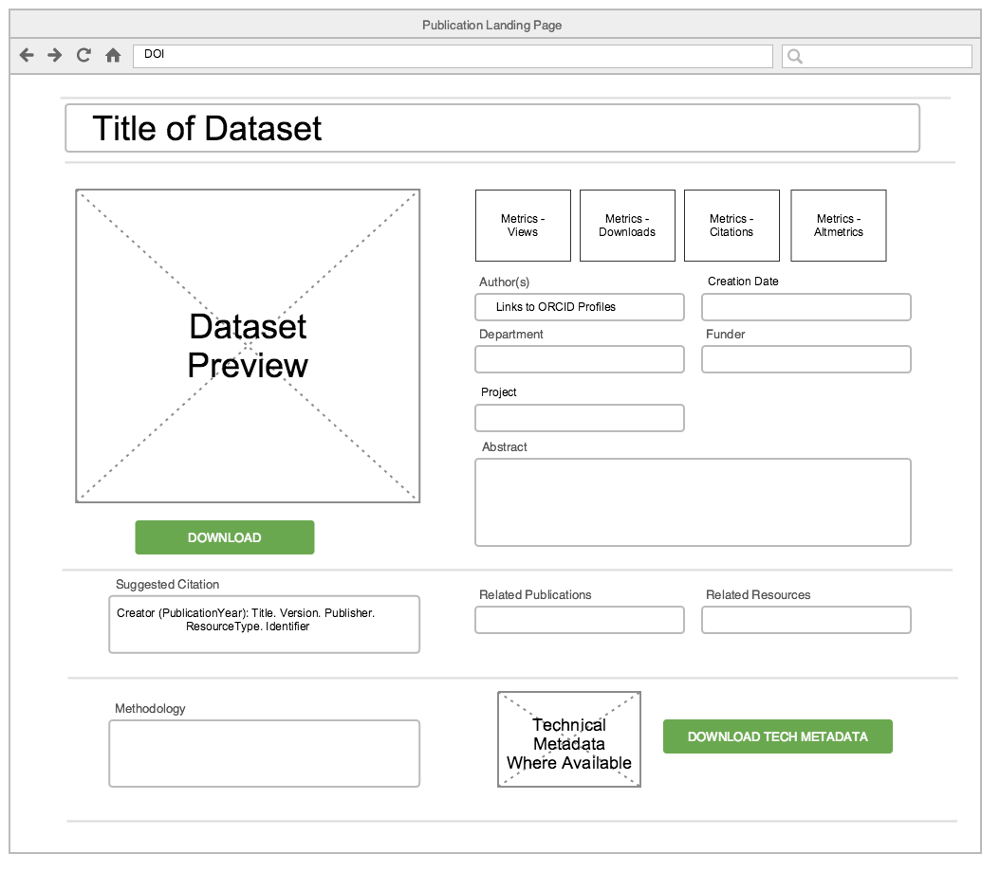 Publication Landing Page
DOI
Title of Dataset
Dataset
Preview
DOWNLOAD
Metrics -
Views
Metrics -
Downloads
Metrics -
Citations
Metrics -
Altmetrics
Author(s)
Creation Date
Links to ORCID Profiles
Department
Funder
Project
Abstract
Suggested Citation
Creator (PublicationYear): Title. Version. Publisher.
ResourceType. Identifier
Related Publications
Related Resources
Methodology
Technical
Metadata
Where Available
DOWNLOAD TECH METADATA